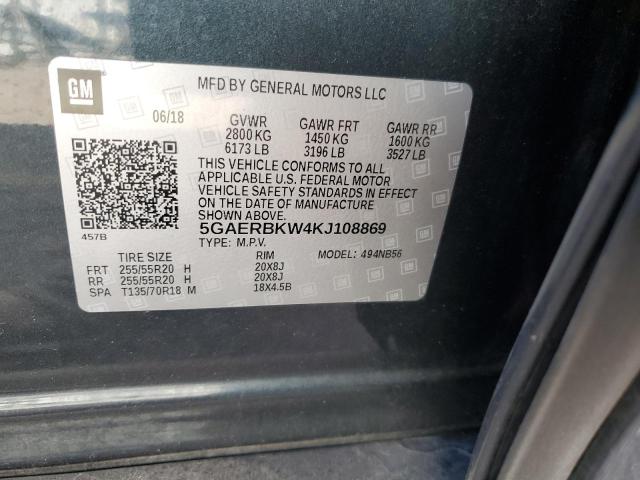 GM
MFD BY GENERAL MOTORS LLC
06/18 GVWR GAWR FRT GAWR RR
2800 KG 1450 KG 1600 KG
6173 LB 3196 LB 3527 LB
THIS VEHICLE CONFORMS TO ALL
APPLICABLE U.S. FEDERAL MOTOR
VEHICLE SAFETY STANDARDS IN EFFECT
ON THE DATE OF MANUFACTURE
SHOWN ABOVE.
5GAERBKW4KJ108869
457B
TYPE: M.P.V. MODEL: 494NB56
TIRE SIZE RIM
FRT 255/55R20 H 20X8J
RR 255/55R20 H 20X8J
SPA T135/70R18 M 18X4.5B